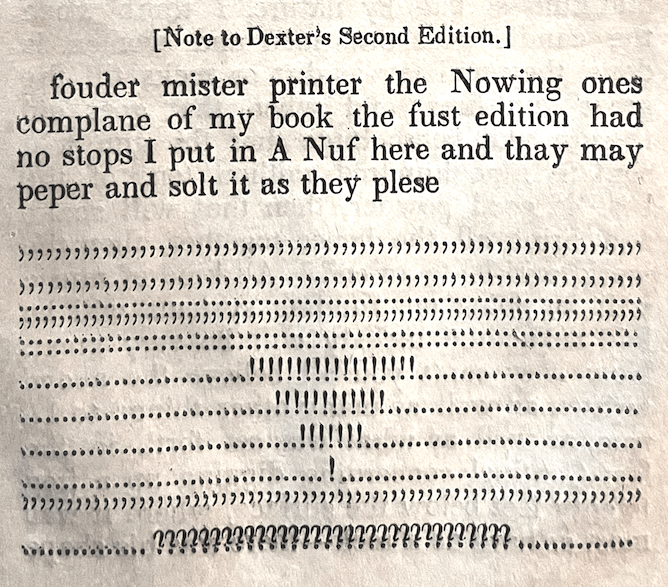 [Note to Dexter's Second Edition.]
fouder mister printer the Nowing ones
complane of my book the fust edition had
no stops I put in A Nuf here and thay may
peper and solt it as they plese
,,,,,,,,,,,,,,,,,,,,,,,,,,,,,,,,,,,,,,,,,,,,,,,,,,,,,,,,,,,
,,,,,,,,,,,,,,,,,,,,,,,,,,,,,,,,,,,,,,,,,,,,,,,,,,,,,,,,,,,
;;;;;;;;;;;;;;;;;;;;;;;;;;;;;;;;;;;;;;;;;;;;;;;;;;;;;;;;;;;
:::::::::::::::::::::::::::::::::::::::::::::::::::::::::::
.........................!!!!!!!!!!!!!!!!!!.........................
............................!!!!!!!!!!!!............................
...............................!!!!!!!...............................
..................................!..................................
,,,,,,,,,,,,,,,,,,,,,,,,,,,,,,,,,,,,,,,,,,,,,,,,,,,,,,,,,,,
..............????????????????????????????????.............